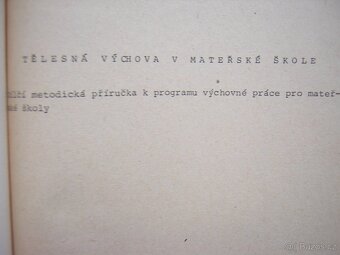 TĚLESNÁ VÝCHOVA V MATEŘSKÉ ŠKOLE
metodická příručka k programu výchovné práce pro mateř-
školy